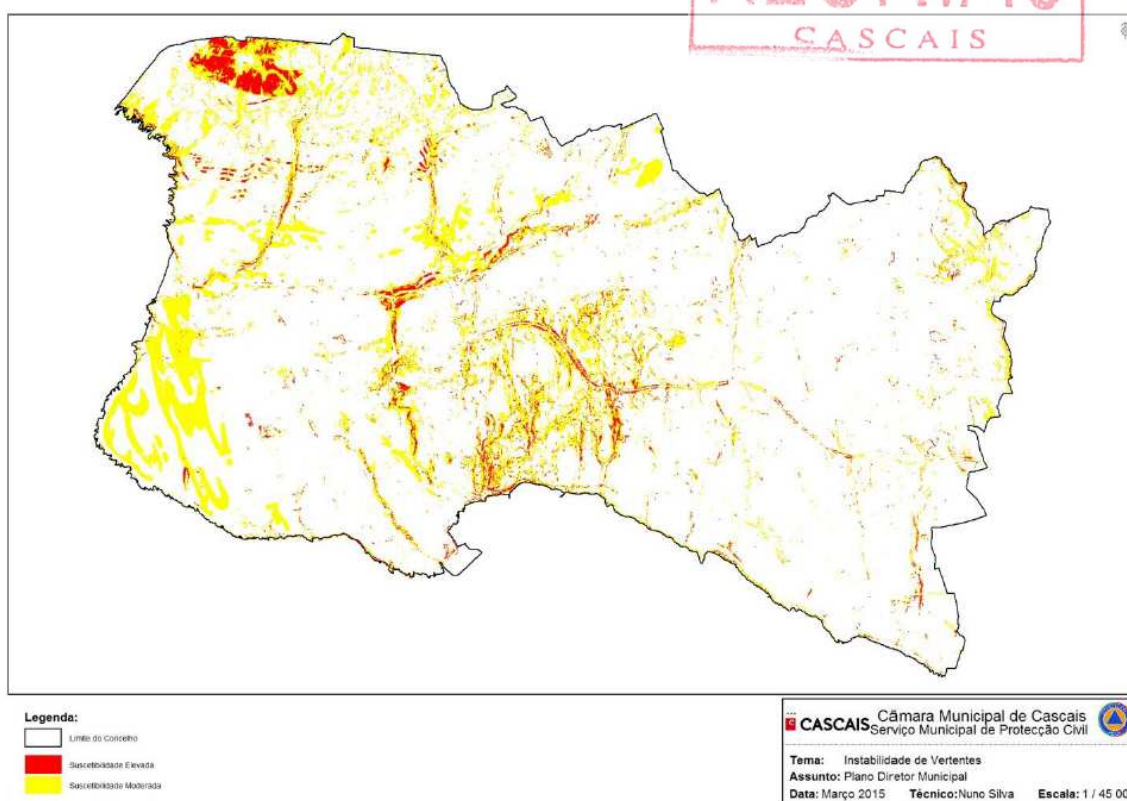 CASCAIS
Legenda:
Limite do Concelho
Suscetibilidade Elevada
Suscetibilidade Moderada
CASCAIS
Câmara Municipal de Cascais
Serviço Municipal de Protecção Civil
Tema: Instabilidade de Vertentes
Assunto: Plano Diretor Municipal
Data: Março 2015 Técnico:Nuno Silva Escala: 1 / 45 00